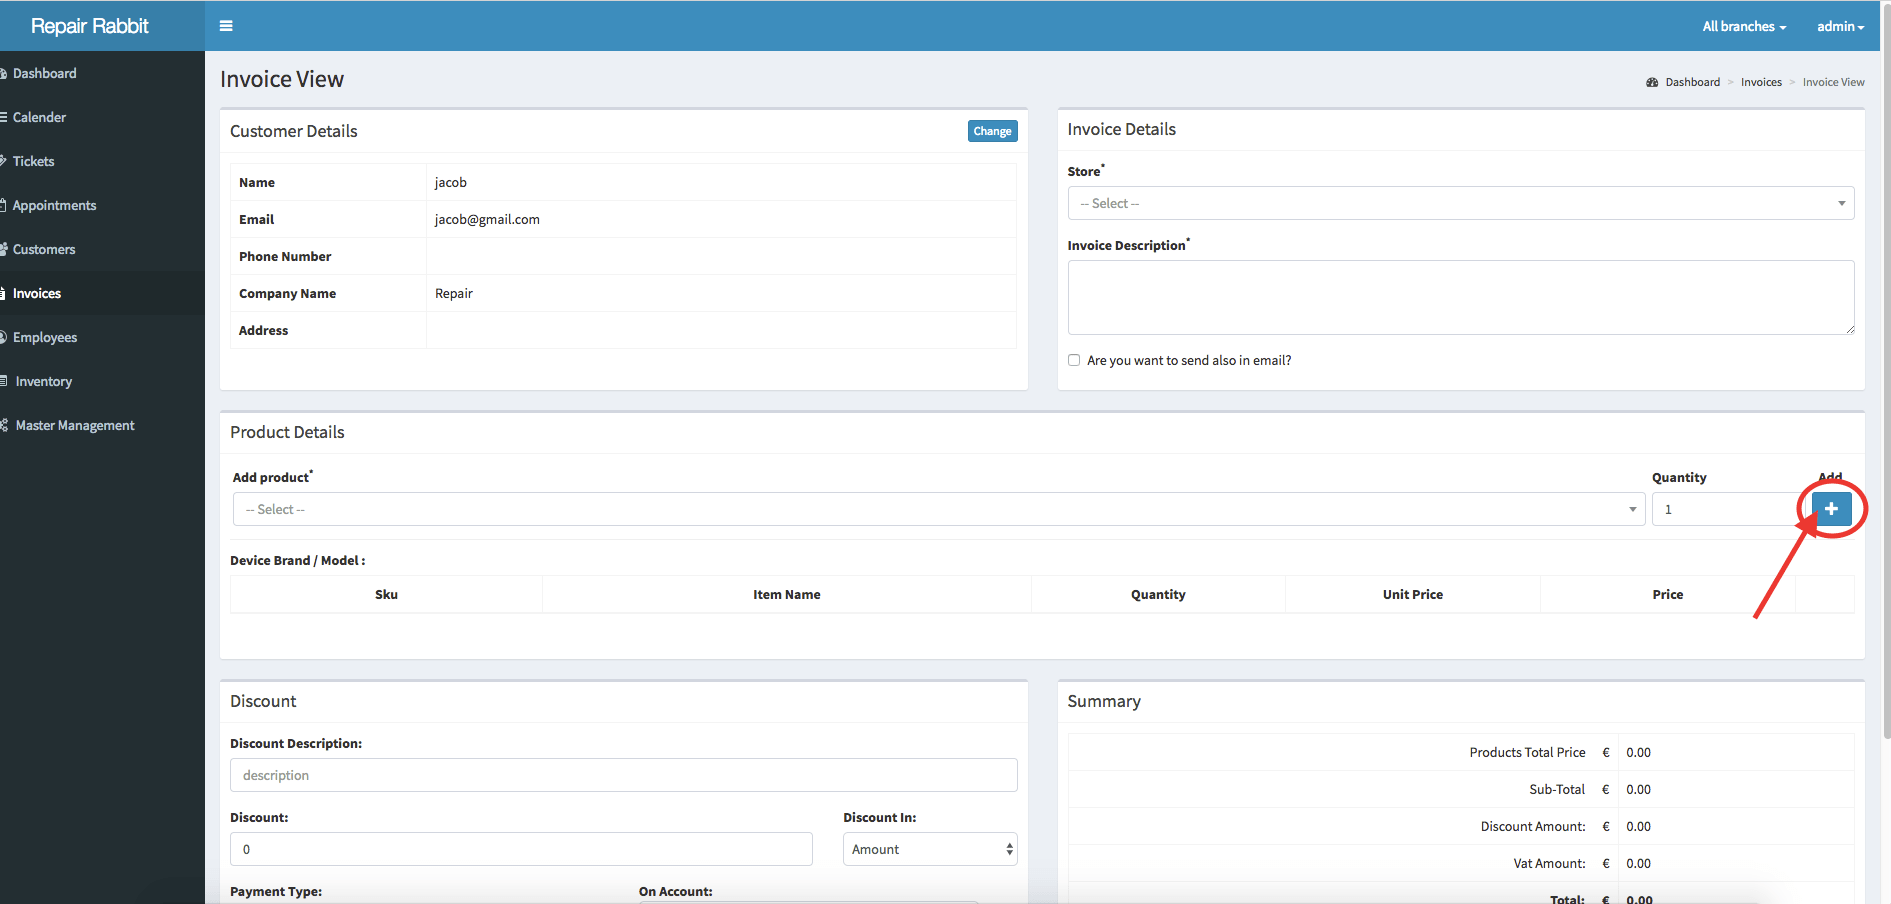 Repair Rabbit
All branches
admin
Dashboard
Calender
Tickets
Appointments
Customers
Invoices
Employees
Inventory
Master Management
Invoice View
Dashboard > Invoices > Invoice View
Customer Details
Change
Name jacob
Email jacob@gmail.com
Phone Number
Company Name Repair
Address
Invoice Details
Store*
-- Select --
Invoice Description*
Are you want to send also in email?
Product Details
Add product* Quantity Add
-- Select -- 1 +
Device Brand / Model :
Sku Item Name Quantity Unit Price Price
Discount
Discount Description:
description
Discount: Discount In:
0 Amount
Payment Type: On Account:
Summary
Products Total Price € 0.00
Sub-Total € 0.00
Discount Amount: € 0.00
Vat Amount: € 0.00
Total: € 0.00